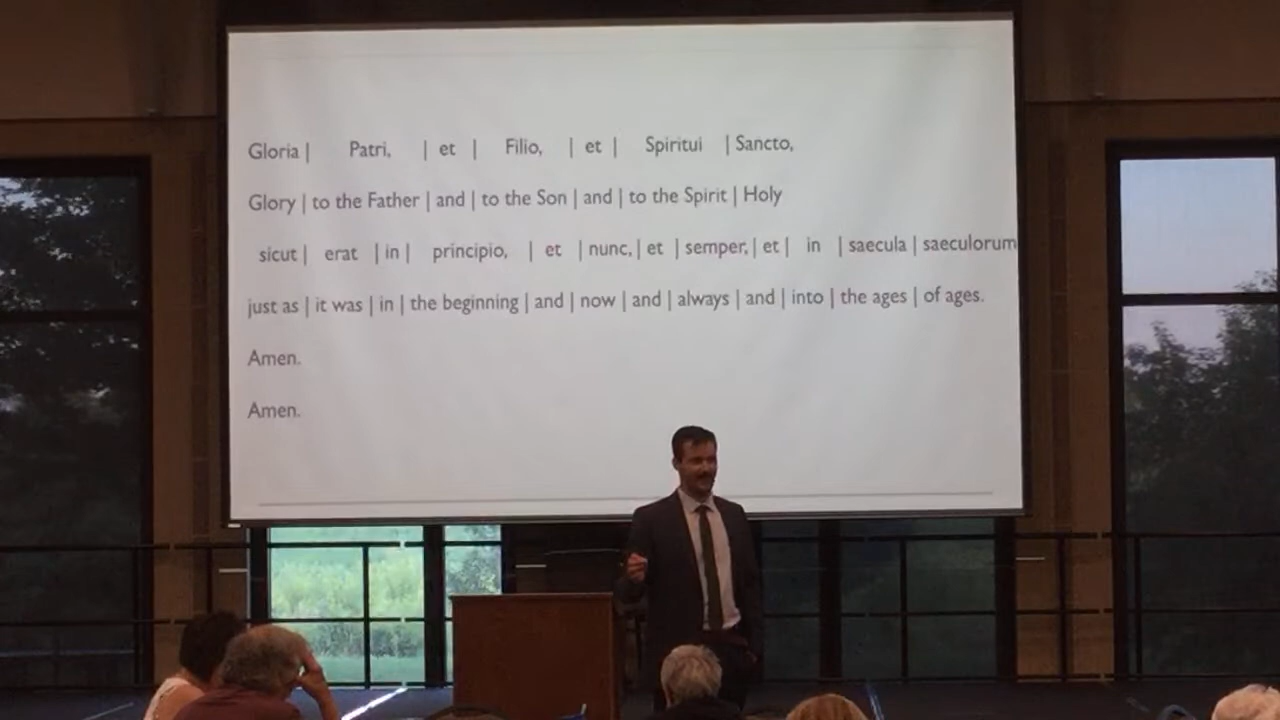 Gloria | Patri, | et | Filio, | et | Spiritui | Sancto,
Glory | to the Father | and | to the Son | and | to the Spirit | Holy
sicut | erat | in | principio, | et | nunc, | et | semper, | et | in | saecula | saeculorum
just as | it was | in | the beginning | and | now | and | always | and | into | the ages | of ages.
Amen.
Amen.